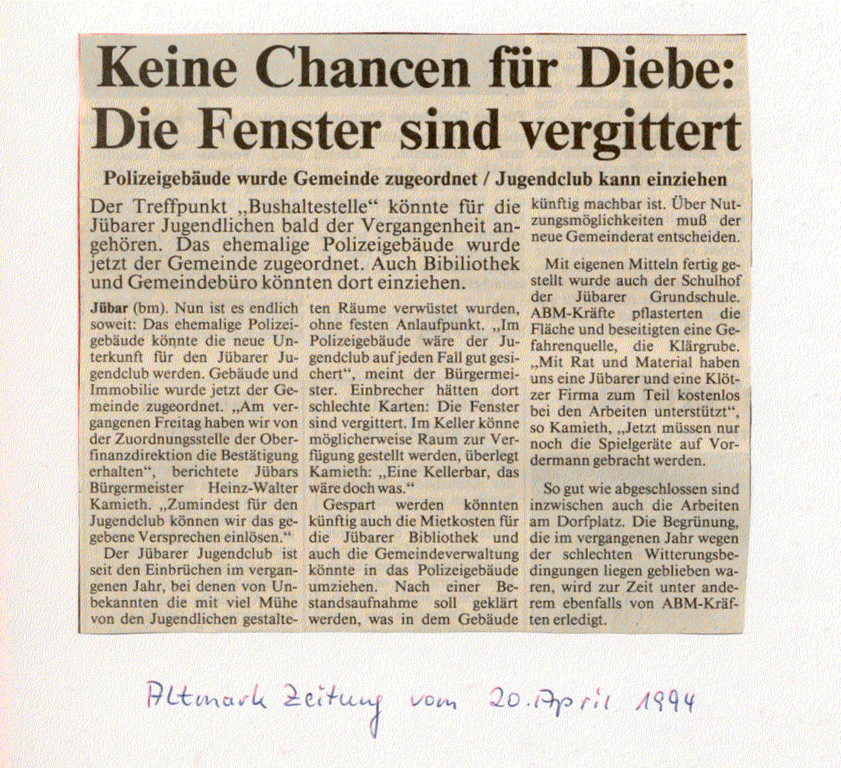 Keine Chancen für Diebe:
Die Fenster sind vergittert
Polizeigebäude wurde Gemeinde zugeordnet / Jugendclub kann einziehen
Der Treffpunkt „Bushaltestelle“ könnte für die
Jübarer Jugendlichen bald der Vergangenheit an-
gehören. Das ehemalige Polizeigebäude wurde
jetzt der Gemeinde zugeordnet. Auch Bibiliothek
und Gemeindebüro könnten dort einziehen.
Jübar (bm). Nun ist es endlich
soweit: Das ehemalige Polizei-
gebäude könnte die neue Un-
terkunft für den Jübarer Ju-
gendclub werden. Gebäude und
Immobilie wurde jetzt der Ge-
meinde zugeordnet. „Am ver-
gangenen Freitag haben wir von
der Zuordnungsstelle der Ober-
finanzdirektion die Bestätigung
erhalten“, berichtete Jübars
Bürgermeister Heinz-Walter
Kamieth. „Zumindest für den
Jugendclub können wir das ge-
gebene Versprechen einlösen.“
Der Jübarer Jugendclub ist
seit den Einbrüchen im vergan-
genen Jahr, bei denen von Un-
bekannten die mit viel Mühe
von den Jugendlichen gestalte-
ten Räume verwüstet wurden,
ohne festen Anlaufpunkt. „Im
Polizeigebäude wäre der Ju-
gendclub auf jeden Fall gut gesi-
chert“, meint der Bürgermei-
ster. Einbrecher hätten dort
schlechte Karten: Die Fenster
sind vergittert. Im Keller könne
möglicherweise Raum zur Ver-
fügung gestellt werden, überlegt
Kamieth: „Eine Kellerbar, das
wäre doch was.“
Gespart werden könnten
künftig auch die Mietkosten für
die Jübarer Bibliothek und
auch die Gemeindeverwaltung
könnte in das Polizeigebäude
umziehen. Nach einer Be-
standsaufnahme soll geklärt
werden, was in dem Gebäude
künftig machbar ist. Über Nut-
zungsmöglichkeiten muß der
neue Gemeinderat entscheiden.
Mit eigenen Mitteln fertig ge-
stellt wurde auch der Schulhof
der Jübarer Grundschule.
ABM-Kräfte pflasterten die
Fläche und beseitigten eine Ge-
fahrenquelle, die Klärgrube.
„Mit Rat und Material haben
uns eine Jübarer und eine Klöt-
zer Firma zum Teil kostenlos
bei den Arbeiten unterstützt“,
so Kamieth, „Jetzt müssen nur
noch die Spielgeräte auf Vor-
dermann gebracht werden.
So gut wie abgeschlossen sind
inzwischen auch die Arbeiten
am Dorfplatz. Die Begrünung,
die im vergangenen Jahr wegen
der schlechten Witterungsbe-
dingungen liegen geblieben wa-
ren, wird zur Zeit unter ande-
rem ebenfalls von ABM-Kräf-
ten erledigt.
Altmark Zeitung vom 20. April 1994